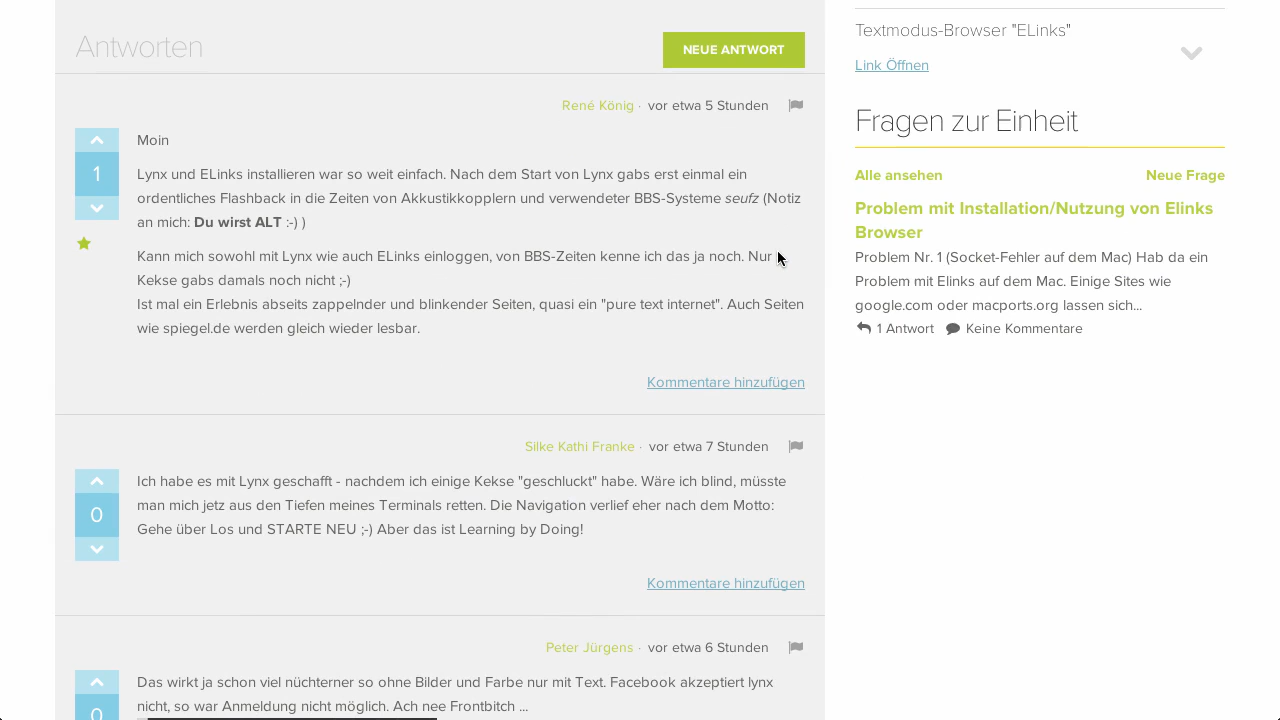 Antworten
NEUE ANTWORT
René König · vor etwa 5 Stunden
1
Moin
Lynx und ELinks installieren war so weit einfach. Nach dem Start von Lynx gabs erst einmal ein
ordentliches Flashback in die Zeiten von Akkustikkopplern und verwendeter BBS-Systeme seufz (Notiz
an mich: Du wirst ALT :-) )
Kann mich sowohl mit Lynx wie auch ELinks einloggen, von BBS-Zeiten kenne ich das ja noch. Nur
Kekse gabs damals noch nicht ;-)
Ist mal ein Erlebnis abseits zappelnder und blinkender Seiten, quasi ein "pure text internet". Auch Seiten
wie spiegel.de werden gleich wieder lesbar.
Kommentare hinzufügen
Silke Kathi Franke · vor etwa 7 Stunden
0
Ich habe es mit Lynx geschafft - nachdem ich einige Kekse "geschluckt" habe. Wäre ich blind, müsste
man mich jetz aus den Tiefen meines Terminals retten. Die Navigation verlief eher nach dem Motto:
Gehe über Los und STARTE NEU ;-) Aber das ist Learning by Doing!
Kommentare hinzufügen
Peter Jürgens · vor etwa 6 Stunden
0
Das wirkt ja schon viel nüchterner so ohne Bilder und Farbe nur mit Text. Facebook akzeptiert lynx
nicht, so war Anmeldung nicht möglich. Ach nee Frontbitch ...
Textmodus-Browser "ELinks"
Link Öffnen
Fragen zur Einheit
Alle ansehen
Neue Frage
Problem mit Installation/Nutzung von Elinks
Browser
Problem Nr. 1 (Socket-Fehler auf dem Mac) Hab da ein
Problem mit Elinks auf dem Mac. Einige Sites wie
google.com oder macports.org lassen sich...
1 Antwort
Keine Kommentare